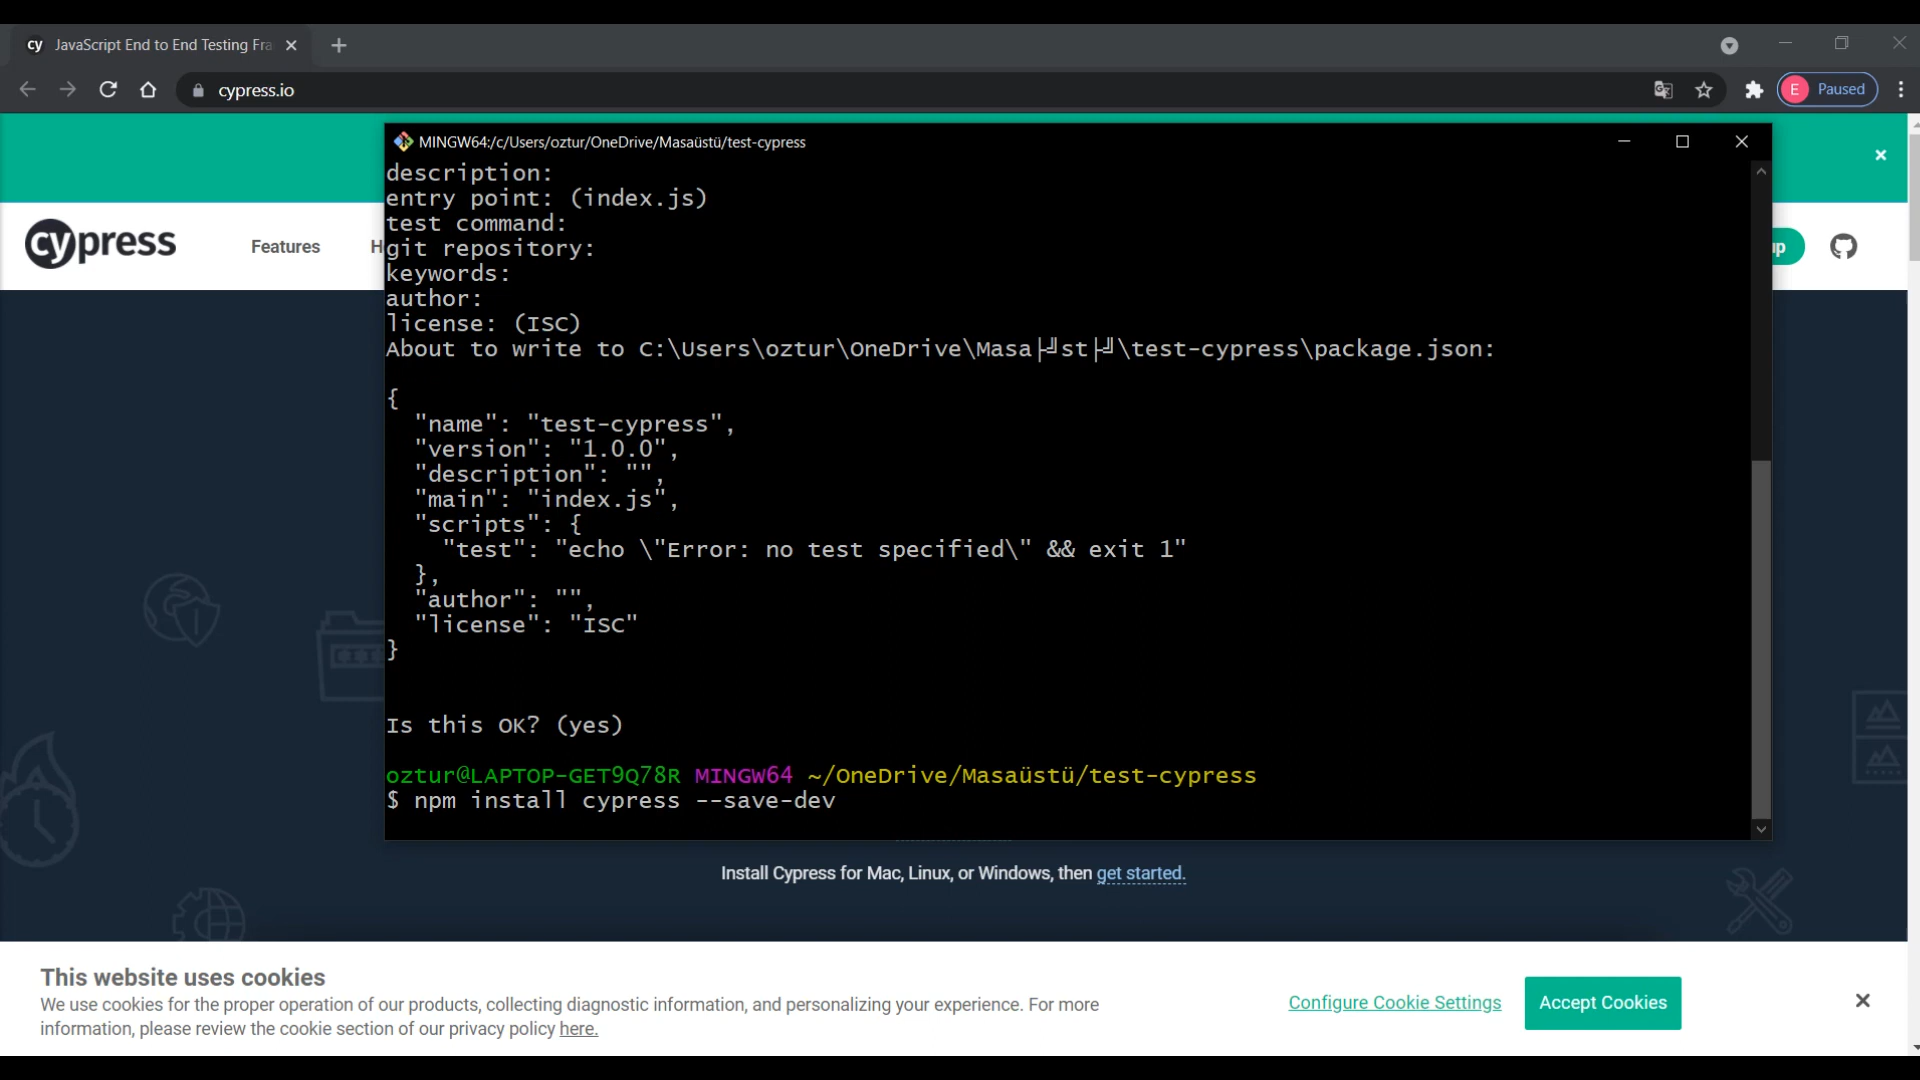 cy JavaScript End to End Testing Fra
cypress.io
E Paused
MINGW64:/c/Users/oztur/OneDrive/Masaüstü/test-cypress
cypress
Features
H
up
description:
entry point: (index.js)
test command:
git repository:
keywords:
author:
license: (ISC)
About to write to C:\Users\oztur\OneDrive\Masa├╝st├╝\test-cypress\package.json:
{
"name": "test-cypress",
"version": "1.0.0",
"description": "",
"main": "index.js",
"scripts": {
"test": "echo \"Error: no test specified\" && exit 1"
},
"author": "",
"license": "ISC"
}
Is this OK? (yes)
oztur@LAPTOP-GET9Q78R MINGW64 ~/OneDrive/Masaüstü/test-cypress
$ npm install cypress --save-dev
Install Cypress for Mac, Linux, or Windows, then get started.
This website uses cookies
We use cookies for the proper operation of our products, collecting diagnostic information, and personalizing your experience. For more
information, please review the cookie section of our privacy policy here.
Configure Cookie Settings
Accept Cookies